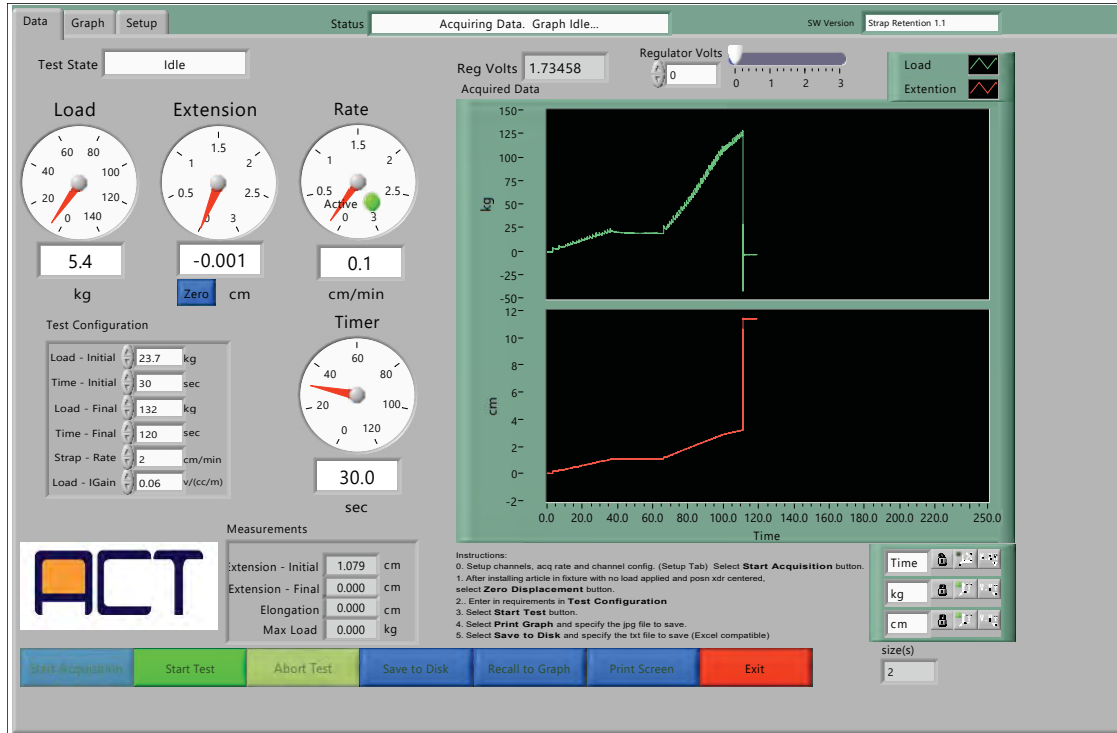 Data Graph Setup
Status Acquiring Data. Graph Idle...
SW Version Strap Retention 1.1
Test State Idle
Reg Volts 1.73458
Regulator Volts
0
0 1 2 3
Load
Extention
Acquired Data
Load
0 20 40 60 80 100 120 140
5.4
kg
Extension
0 0.5 1 1.5 2 2.5 3
-0.001
Zero cm
Rate
0 0.5 1 1.5 2 2.5 3
Active
0.1
cm/min
Test Configuration
Load - Initial 23.7 kg
Time - Initial 30 sec
Load - Final 132 kg
Time - Final 120 sec
Strap - Rate 2 cm/min
Load - IGain 0.06 v/(cc/m)
Timer
0 20 40 60 80 100 120
30.0
sec
150
125
100
75
50
25
0
-25
-50
kg
12
10
8
6
4
2
0
-2
cm
0.0 20.0 40.0 60.0 80.0 100.0 120.0 140.0 160.0 180.0 200.0 220.0 250.0
Time
ACT
Measurements
Extension - Initial 1.079 cm
Extension - Final 0.000 cm
Elongation 0.000 cm
Max Load 0.000 kg
Instructions:
0. Setup channels, acq rate and channel config. (Setup Tab) Select Start Acquisition button.
1. After installing article in fixture with no load applied and posn xdr centered,
select Zero Displacement button.
2.. Enter in requirements in Test Configuration
3. Select Start Test button.
4. Select Print Graph and specify the jpg file to save.
5. Select Save to Disk and specify the txt file to save (Excel compatible)
Time
kg
cm
size(s)
2
Start Acquisition Start Test Abort Test Save to Disk Recall to Graph Print Screen Exit